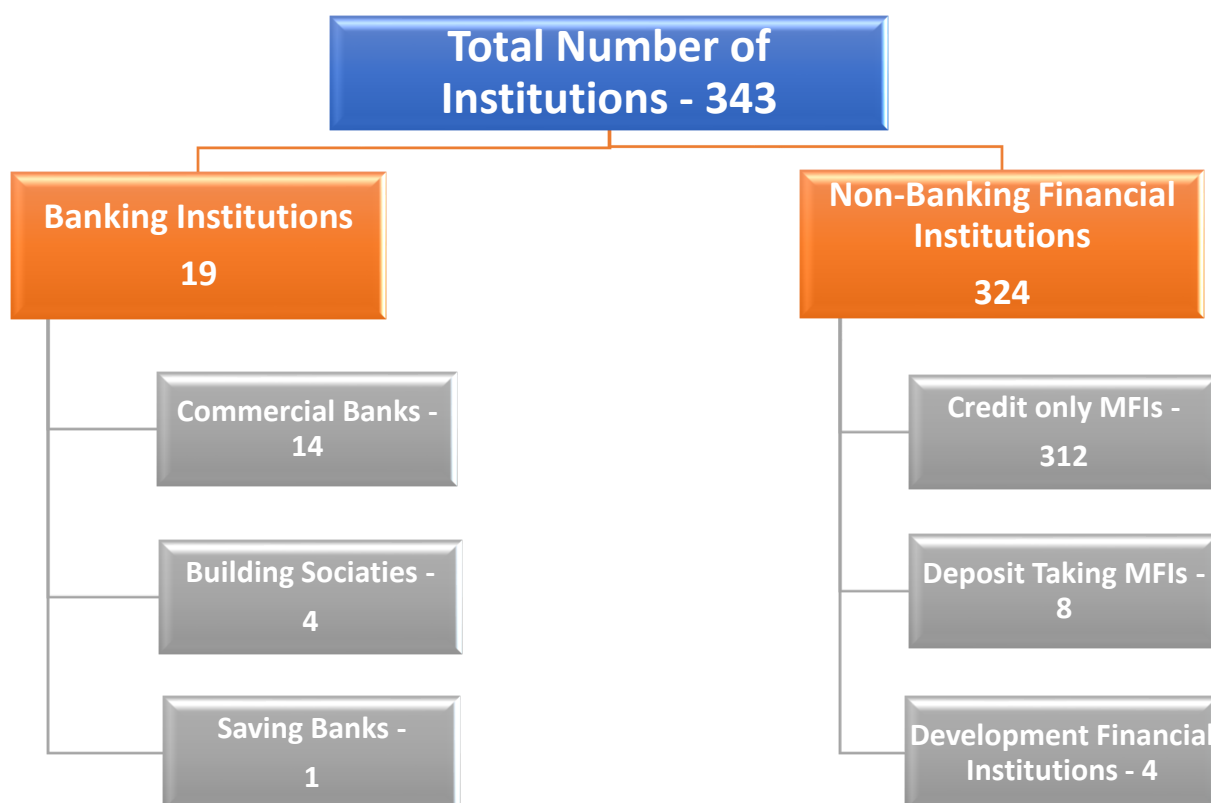 Total Number of
Institutions - 343
Banking Institutions
19
Non-Banking Financial
Institutions
324
Commercial Banks -
14
Building Sociaties -
4
Saving Banks -
1
Credit only MFIs -
312
Deposit Taking MFIs -
8
Development Financial
Institutions - 4